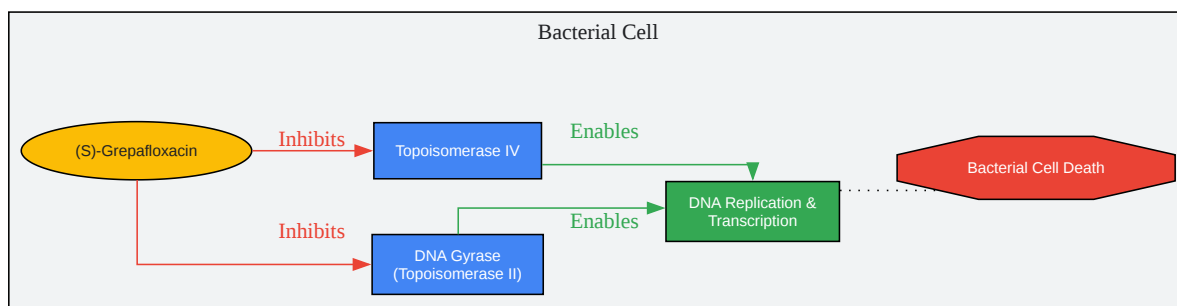 Bacterial Cell
(S)-Grepafloxacin
Inhibits
Topoisomerase IV
Enables
Bacterial Cell Death
DNA Replication &
Transcription
Inhibits
DNA Gyrase
(Topoisomerase II)
Enables